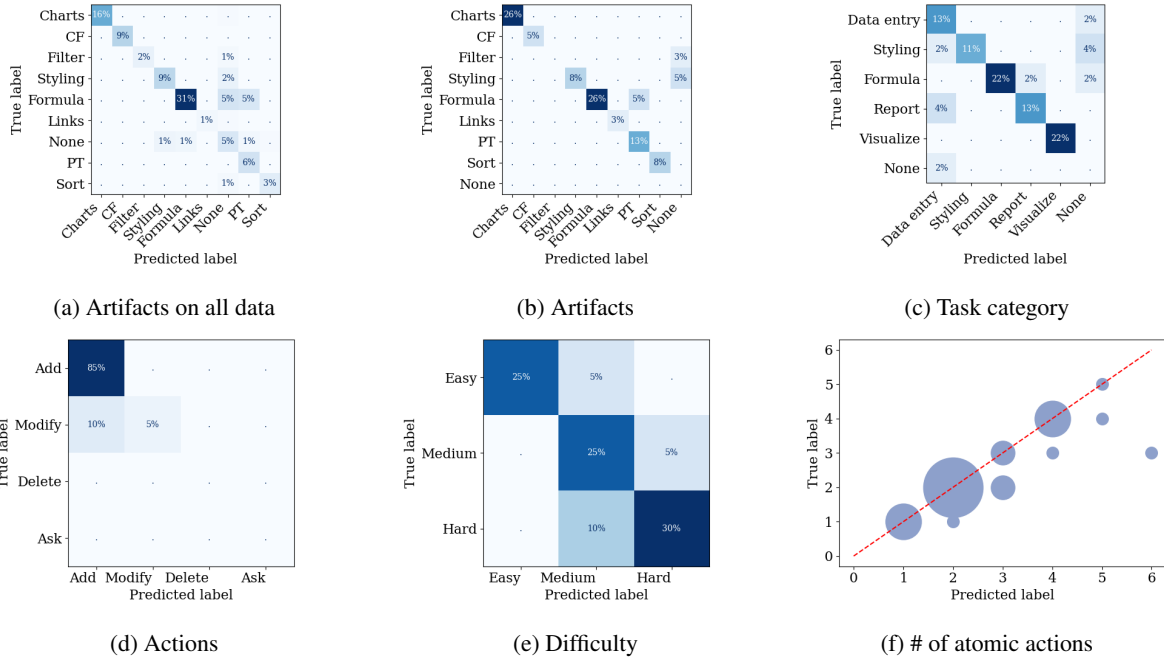 Charts 16% . . . . . . . .
CF . 9% . . . . . . .
Filter . . 2% . . . 1% . .
Styling . . . 9% . . 2% . .
Formula . . . . 31% . 5% 5% .
Links . . . . . 1% . . .
None . . . 1% 1% . 5% 1% .
PT . . . . . . . 6% .
Sort . . . . . . 1% . 3%
Charts CF Filter Styling Formula Links None PT Sort
True label
Predicted label
(a) Artifacts on all data
Charts 26% . . . . . . . .
CF . 5% . . . . . . .
Filter . . . . . . . . 3%
Styling . . . 8% . . . . 5%
Formula . . . . 26% . 5% . .
Links . . . . . 3% . . .
PT . . . . . . 13% . .
Sort . . . . . . . 8% .
None . . . . . . . . .
Charts CF Filter Styling Formula Links PT Sort None
True label
Predicted label
(b) Artifacts
Data entry 13% . . . . 2%
Styling 2% 11% . . . 4%
Formula . . 22% 2% . 2%
Report 4% . . 13% . .
Visualize . . . . 22% .
None 2% . . . . .
Data entry Styling Formula Report Visualize None
True label
Predicted label
(c) Task category
Add 85% . . .
Modify 10% 5% . .
Delete . . . .
Ask . . . .
Add Modify Delete Ask
True label
Predicted label
(d) Actions
Easy 25% 5% .
Medium . 25% 5%
Hard . 10% 30%
Easy Medium Hard
True label
Predicted label
(e) Difficulty
6
5
4
3
2
1
0
0 1 2 3 4 5 6
True label
Predicted label
(f) # of atomic actions